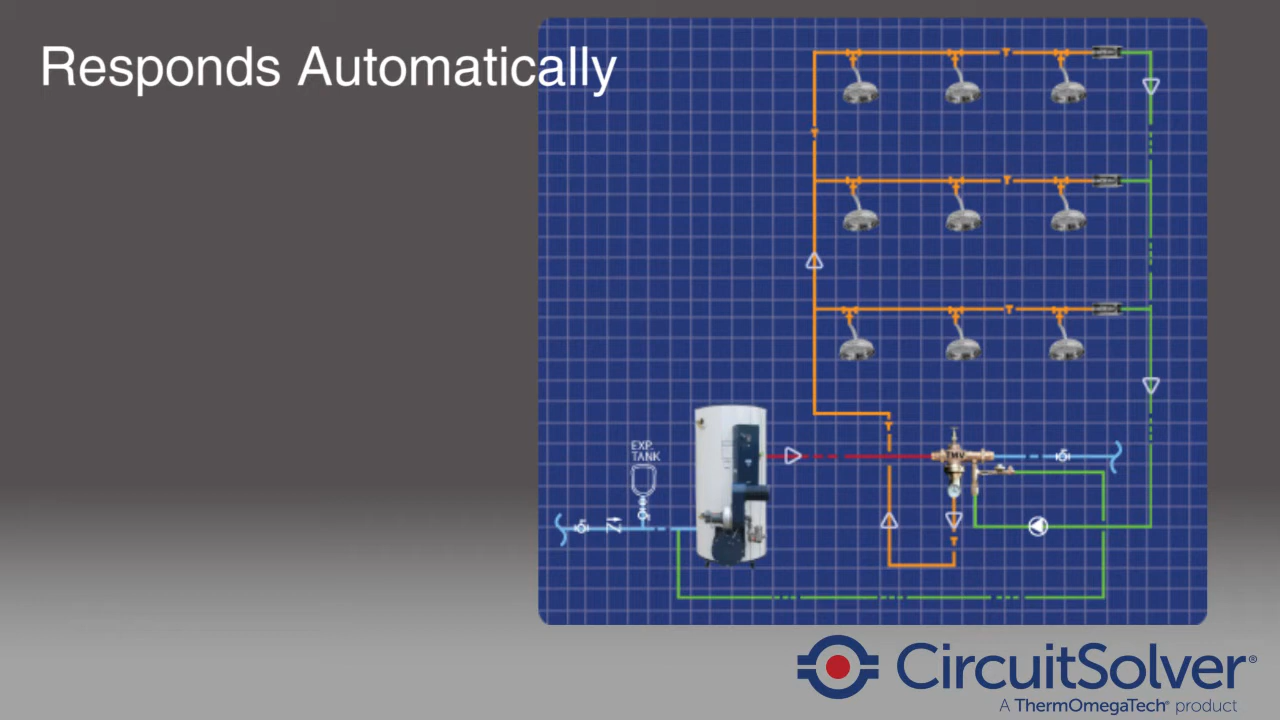 Responds Automatically
EXP.
TANK
TMV
CircuitSolver®
A ThermOmegaTech® product